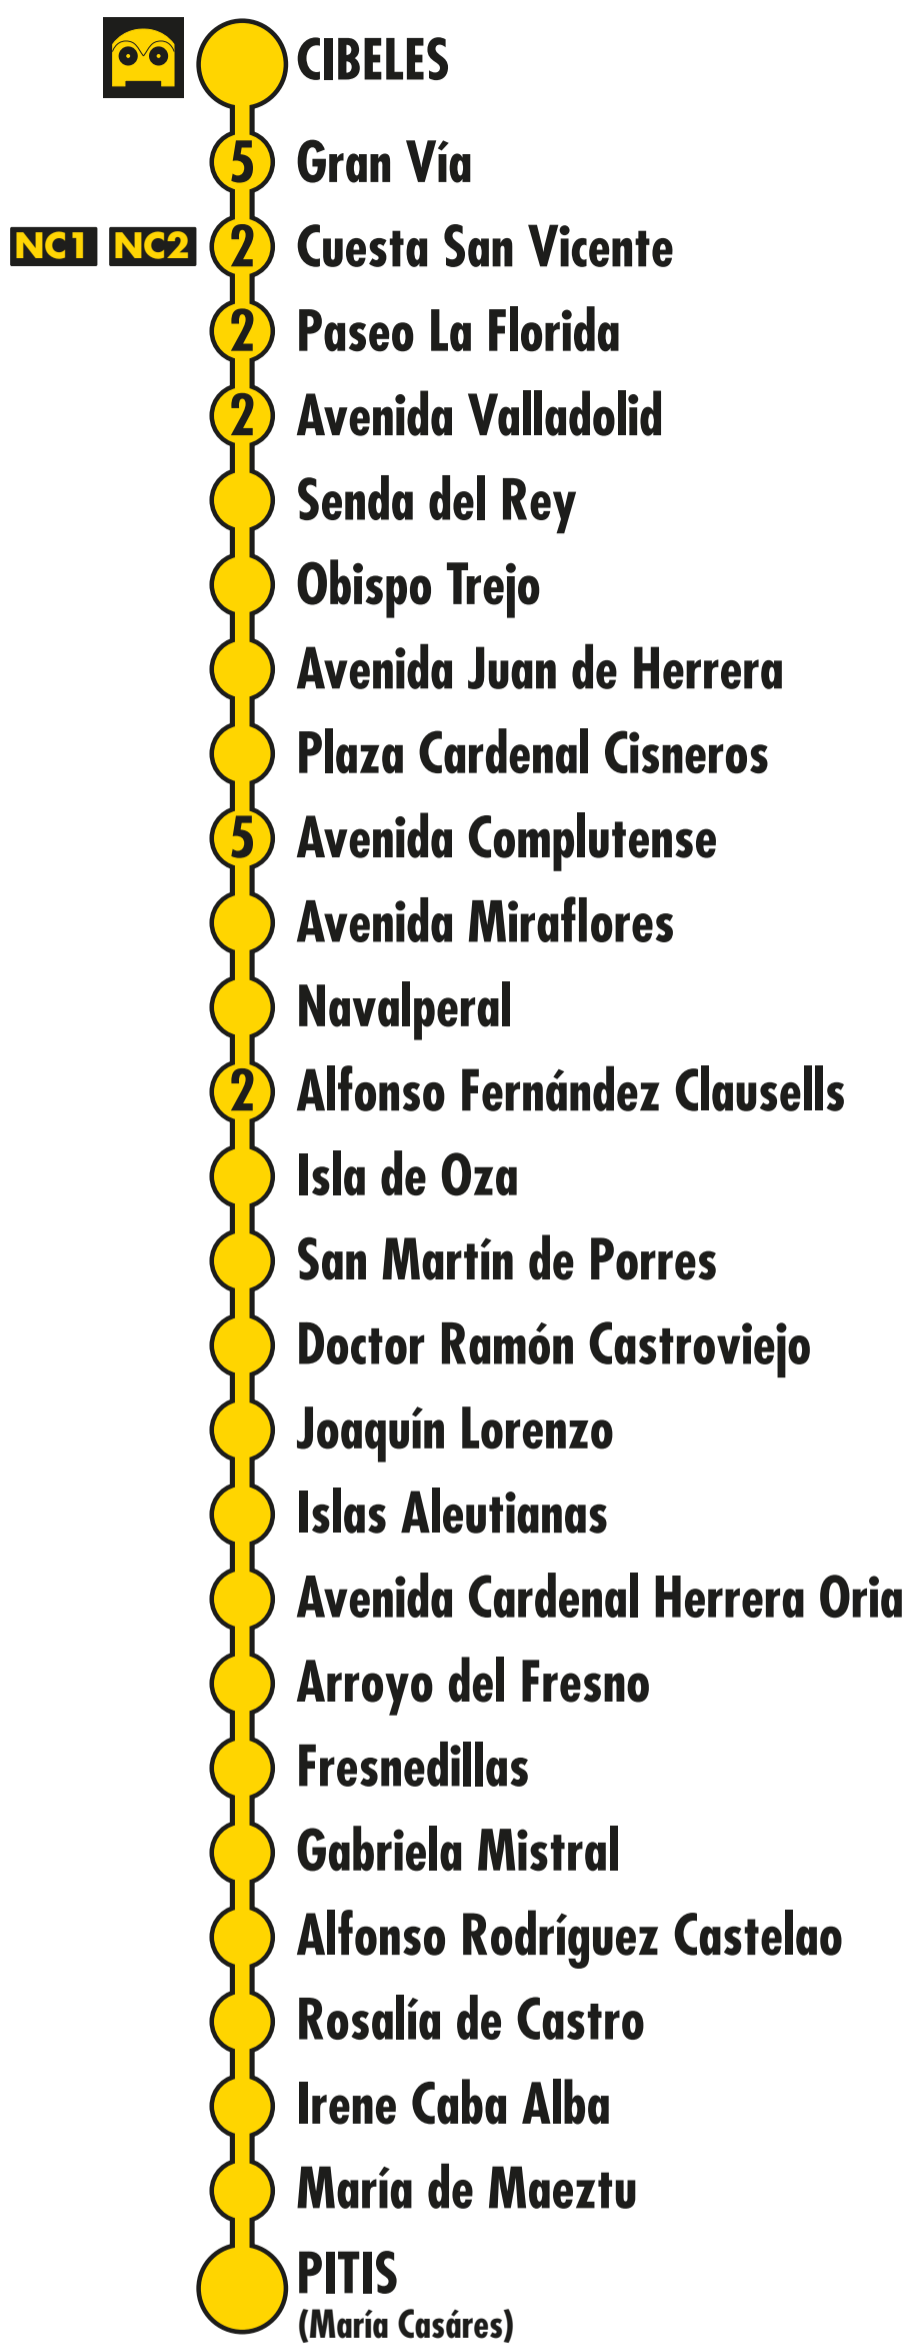 CIBELES
5 Gran Vía
NC1 NC2 2 Cuesta San Vicente
2 Paseo La Florida
2 Avenida Valladolid
Senda del Rey
Obispo Trejo
Avenida Juan de Herrera
Plaza Cardenal Cisneros
5 Avenida Complutense
Avenida Miraflores
Navalperal
2 Alfonso Fernández Clausells
Isla de Oza
San Martín de Porres
Doctor Ramón Castroviejo
Joaquín Lorenzo
Islas Aleutianas
Avenida Cardenal Herrera Oria
Arroyo del Fresno
Fresnedillas
Gabriela Mistral
Alfonso Rodríguez Castelao
Rosalía de Castro
Irene Caba Alba
María de Maeztu
PITIS
(María Casáres)